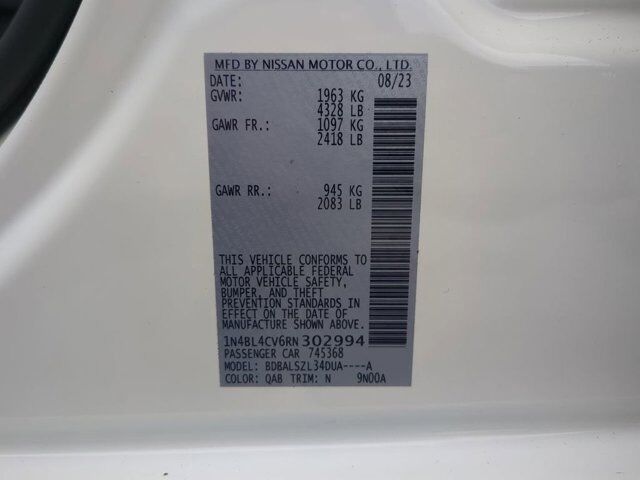 MFD BY NISSAN MOTOR CO., LTD.
DATE: 08/23
GVWR: 1963 KG
4328 LB
GAWR FR.: 1097 KG
2418 LB
GAWR RR.: 945 KG
2083 LB
THIS VEHICLE CONFORMS TO
ALL APPLICABLE FEDERAL
MOTOR VEHICLE SAFETY,
BUMPER, AND THEFT
PREVENTION STANDARDS IN
EFFECT ON THE DATE OF
MANUFACTURE SHOWN ABOVE.
1N4BL4CV6RN302994
PASSENGER CAR 745368
MODEL: BDBALSZL34DUA----A
COLOR: QAB TRIM: N 9N00A